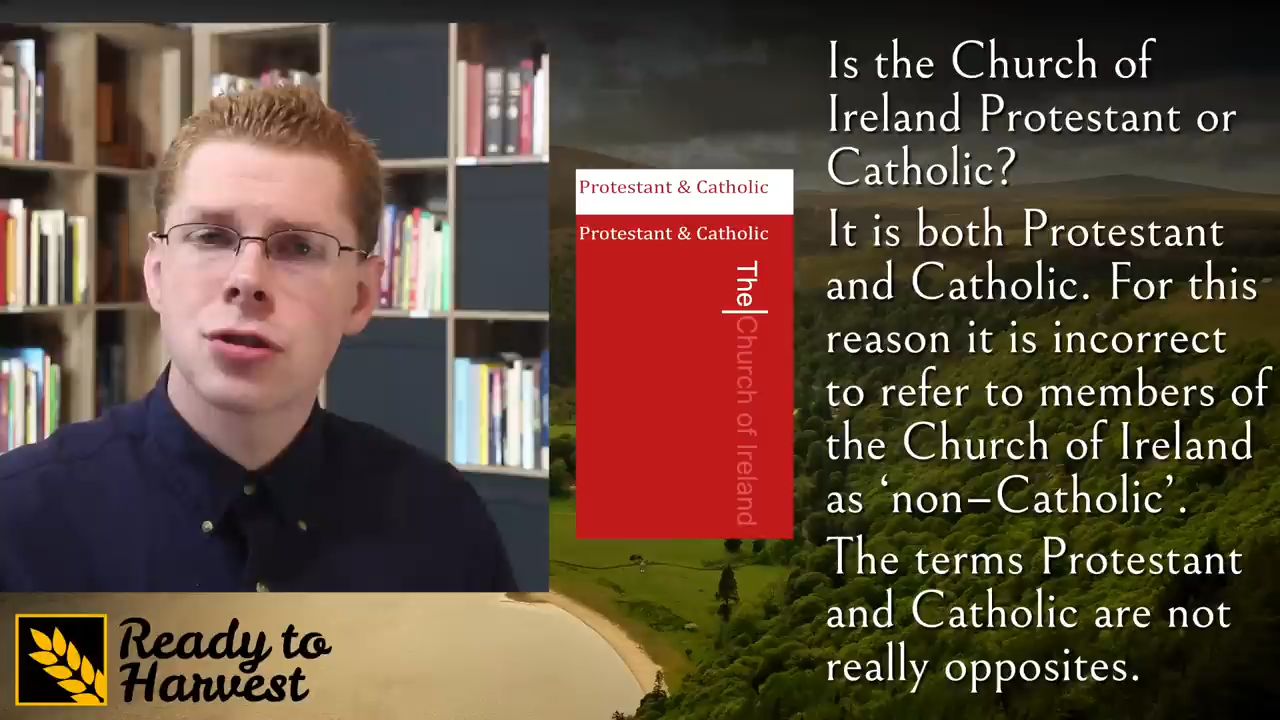 Is the Church of
Ireland Protestant or
Catholic?
It is both Protestant
and Catholic. For this
reason it is incorrect
to refer to members of
the Church of Ireland
as ‘non–Catholic’.
The terms Protestant
and Catholic are not
really opposites.
Protestant & Catholic
Protestant & Catholic
The Church of Ireland
Ready to
Harvest